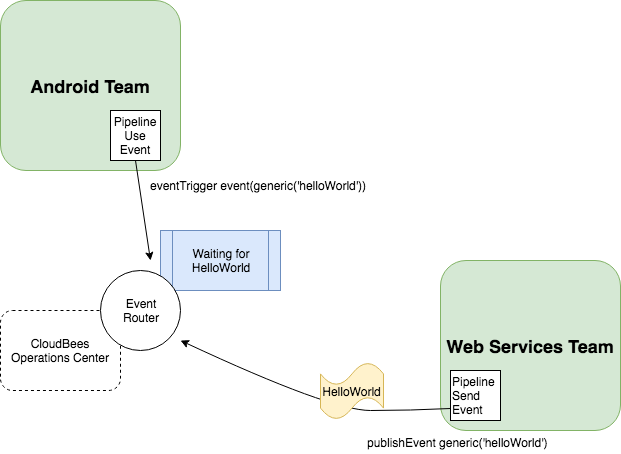 Android Team
Pipeline
Use
Event
eventTrigger event(generic('helloWorld'))
Waiting for
HelloWorld
Event
Router
CloudBees
Operations Center
Web Services Team
HelloWorld
Pipeline
Send
Event
publishEvent generic('helloWorld')